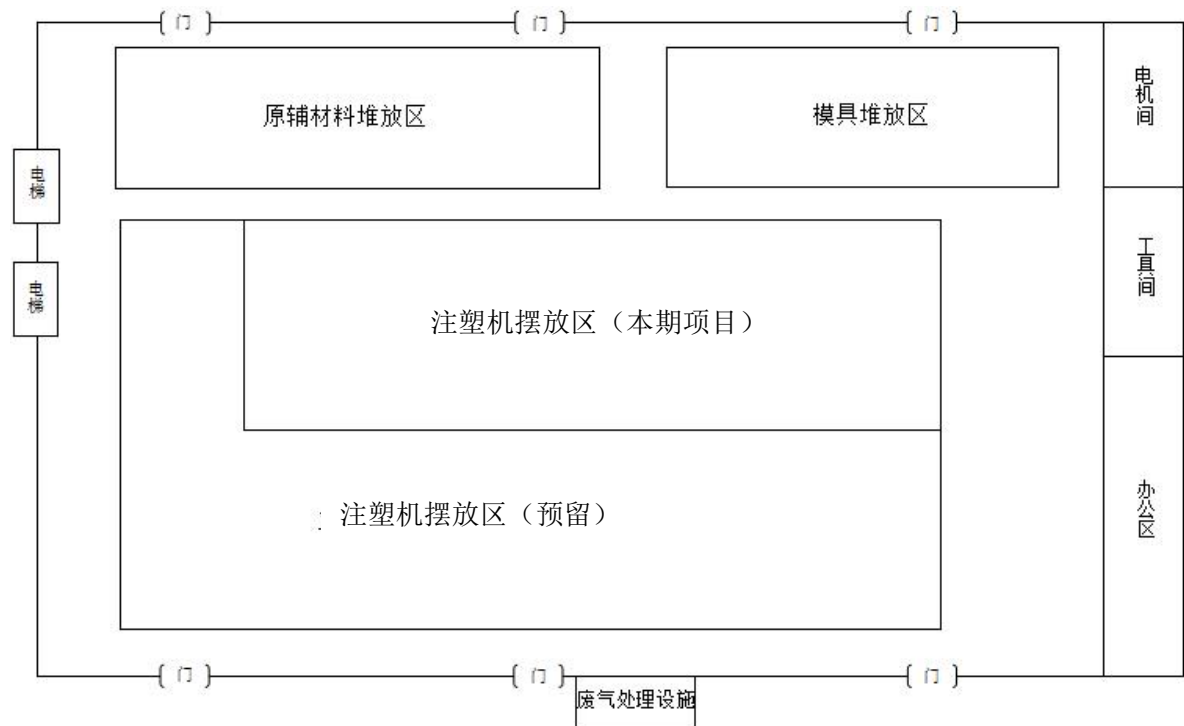 门
门
门
原辅材料堆放区
模具堆放区
电机间
电梯
工具间
电梯
注塑机摆放区（本期项目）
注塑机摆放区（预留）
办公区
门
门
门
废气处理设施